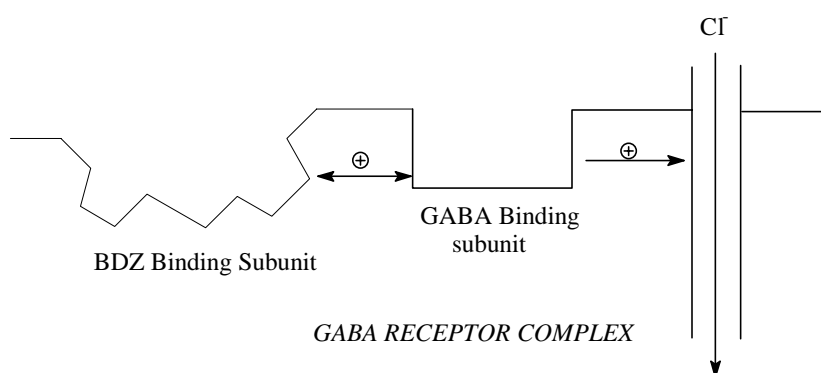 Cl⁻
⊕
⊕
GABA Binding
subunit
BDZ Binding Subunit
GABA RECEPTOR COMPLEX